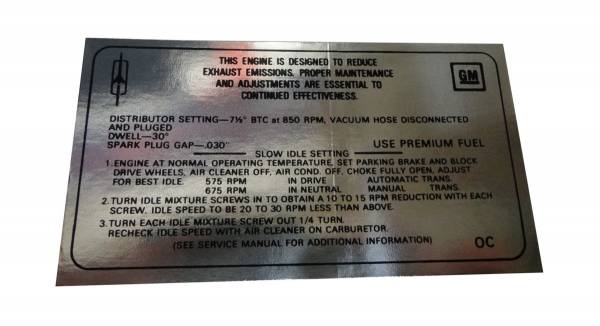 THIS ENGINE IS DESIGNED TO REDUCE
EXHAUST EMISSIONS. PROPER MAINTENANCE
AND ADJUSTMENTS ARE ESSENTIAL TO
CONTINUED EFFECTIVENESS.
GM
DISTRIBUTOR SETTING—7½° BTC at 850 RPM, VACUUM HOSE DISCONNECTED
AND PLUGED
DWELL—30°
SPARK PLUG GAP—.030" USE PREMIUM FUEL
SLOW IDLE SETTING
1. ENGINE AT NORMAL OPERATING TEMPERATURE, SET PARKING BRAKE AND BLOCK
DRIVE WHEELS, AIR CLEANER OFF, AIR COND. OFF, CHOKE FULLY OPEN, ADJUST
FOR BEST IDLE. 575 RPM IN DRIVE AUTOMATIC TRANS.
675 RPM IN NEUTRAL MANUAL TRANS.
2. TURN IDLE MIXTURE SCREWS IN TO OBTAIN A 10 TO 15 RPM REDUCTION WITH EACH
SCREW. IDLE SPEED TO BE 20 TO 30 RPM LESS THAN ABOVE.
3. TURN EACH IDLE MIXTURE SCREW OUT 1/4 TURN.
RECHECK IDLE SPEED WITH AIR CLEANER ON CARBURETOR.
(SEE SERVICE MANUAL FOR ADDITIONAL INFORMATION) OC